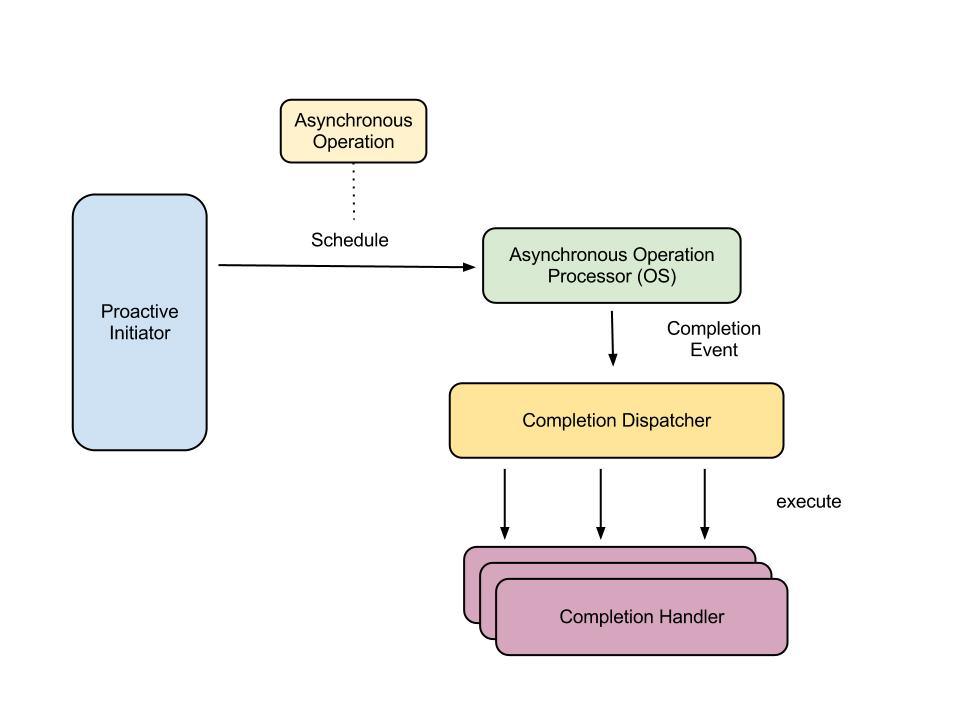 Asynchronous
Operation
Schedule
Proactive
Initiator
Asynchronous Operation
Processor (OS)
Completion
Event
Completion Dispatcher
execute
Completion Handler